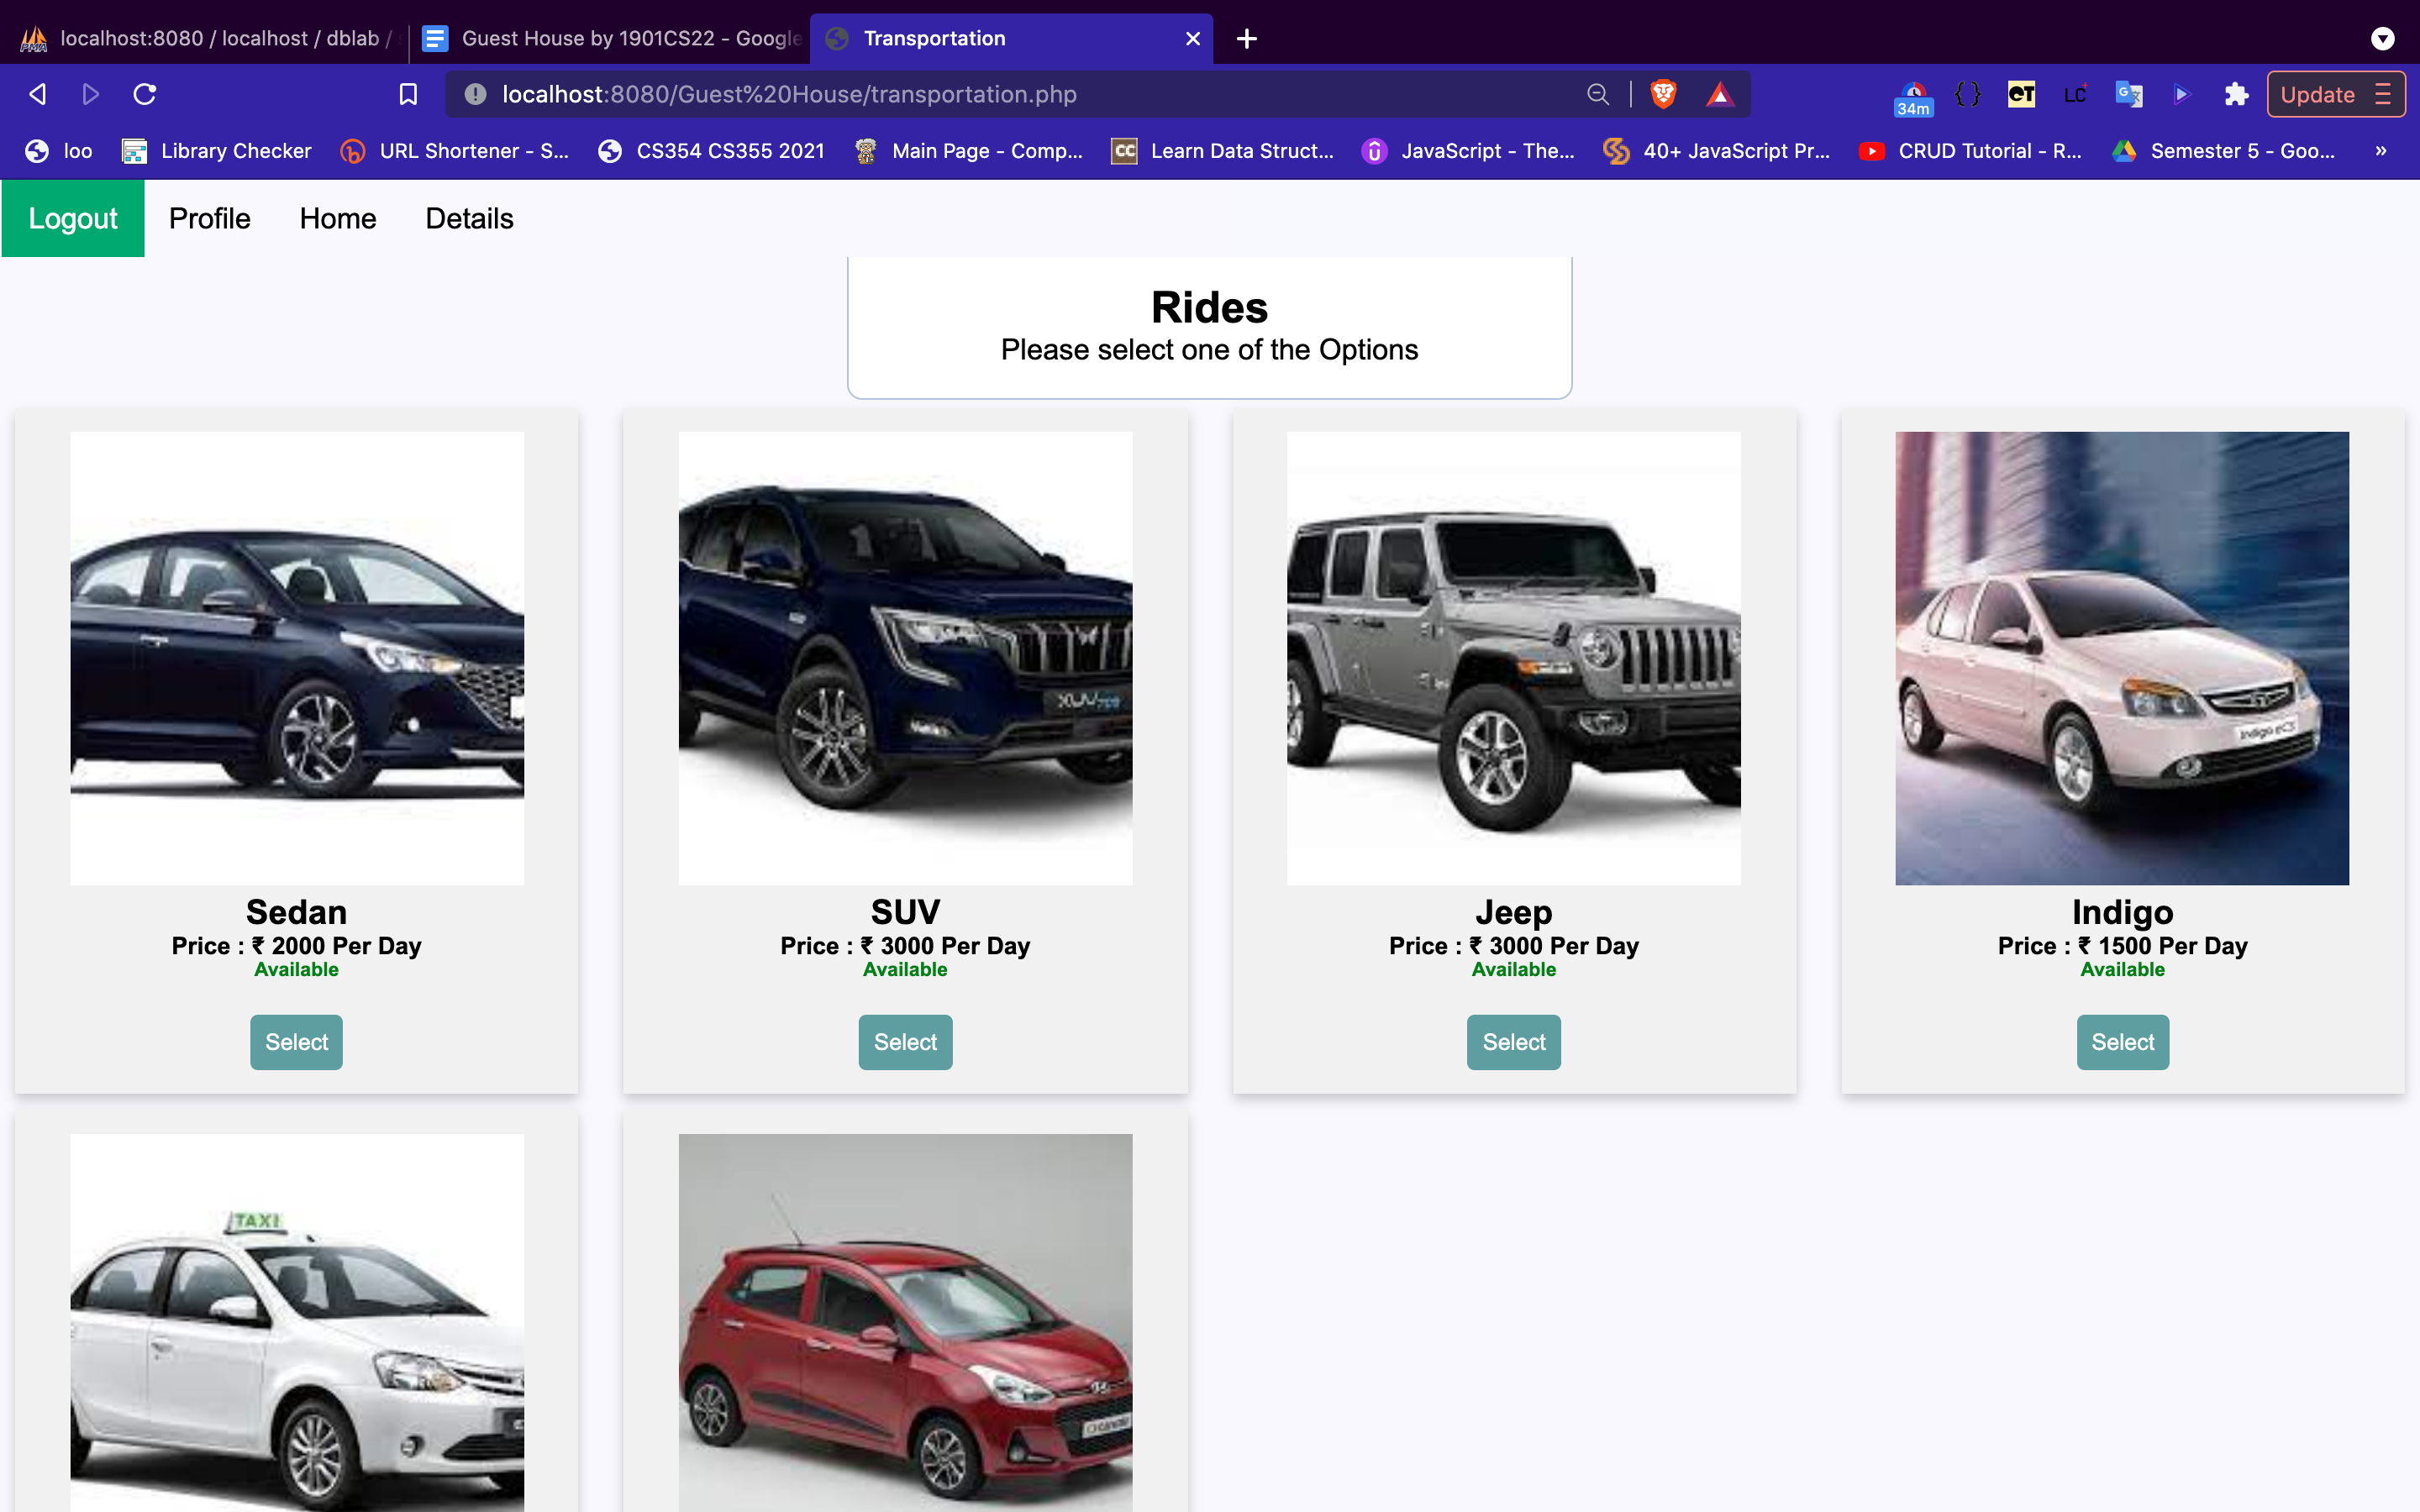 localhost:8080 / localhost / dblab /
Guest House by 1901CS22 - Google
Transportation
localhost:8080/Guest%20House/transportation.php
34m
{}
LC
Update
loo
Library Checker
URL Shortener - S...
CS354 CS355 2021
Main Page - Comp...
CC
Learn Data Struct...
JavaScript - The...
40+ JavaScript Pr...
CRUD Tutorial - R...
Semester 5 - Goo...
»
Logout
Profile
Home
Details
Rides
Please select one of the Options
Sedan
Price : ₹ 2000 Per Day
Available
Select
SUV
Price : ₹ 3000 Per Day
Available
Select
Jeep
Price : ₹ 3000 Per Day
Available
Select
Indigo eCS
Indigo
Price : ₹ 1500 Per Day
Available
Select
TAXI